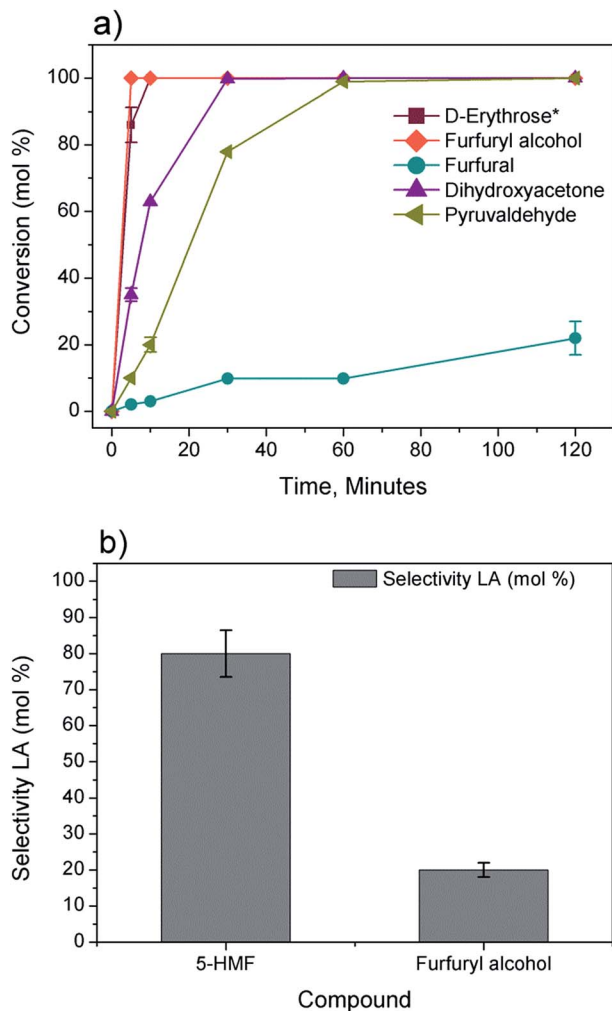 a)
100
80
60
40
20
0
Conversion (mol %)
D-Erythrose*
Furfuryl alcohol
Furfural
Dihydroxyacetone
Pyruvaldehyde
0 20 40 60 80 100 120
Time, Minutes
b)
Selectivity LA (mol %)
100
90
80
70
60
50
40
30
20
10
0
Selectivity LA (mol %)
5-HMF Furfuryl alcohol
Compound